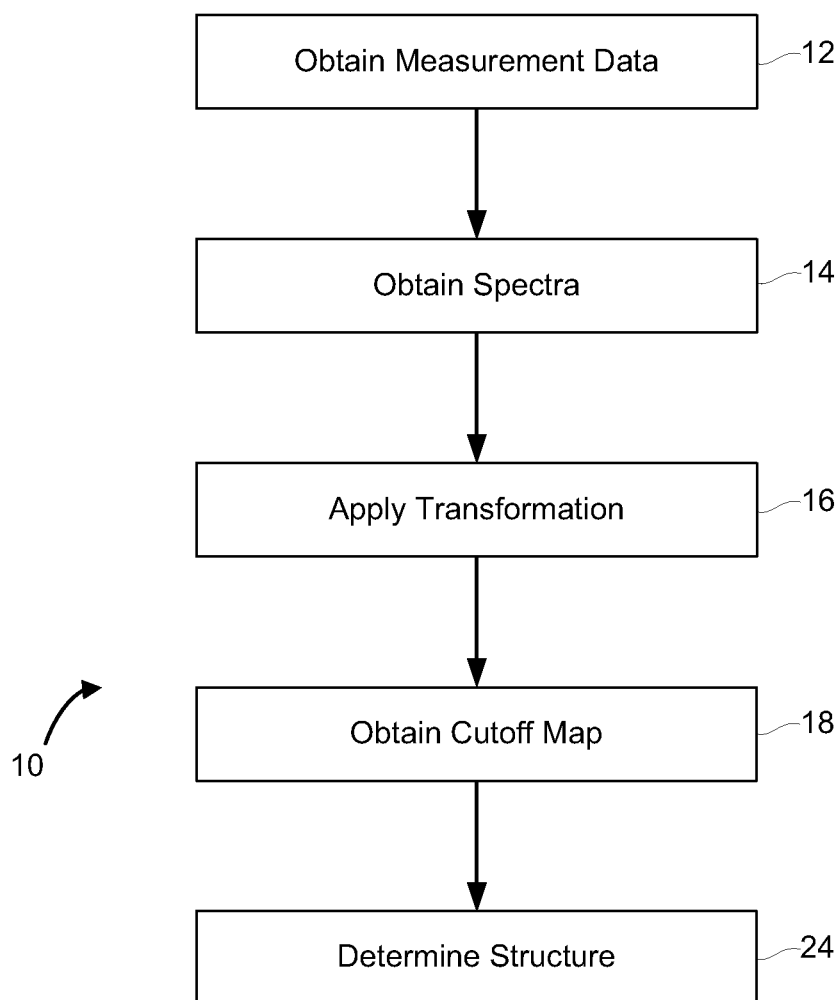 Obtain Measurement Data
12
Obtain Spectra
14
Apply Transformation
16
Obtain Cutoff Map
18
10
Determine Structure
24